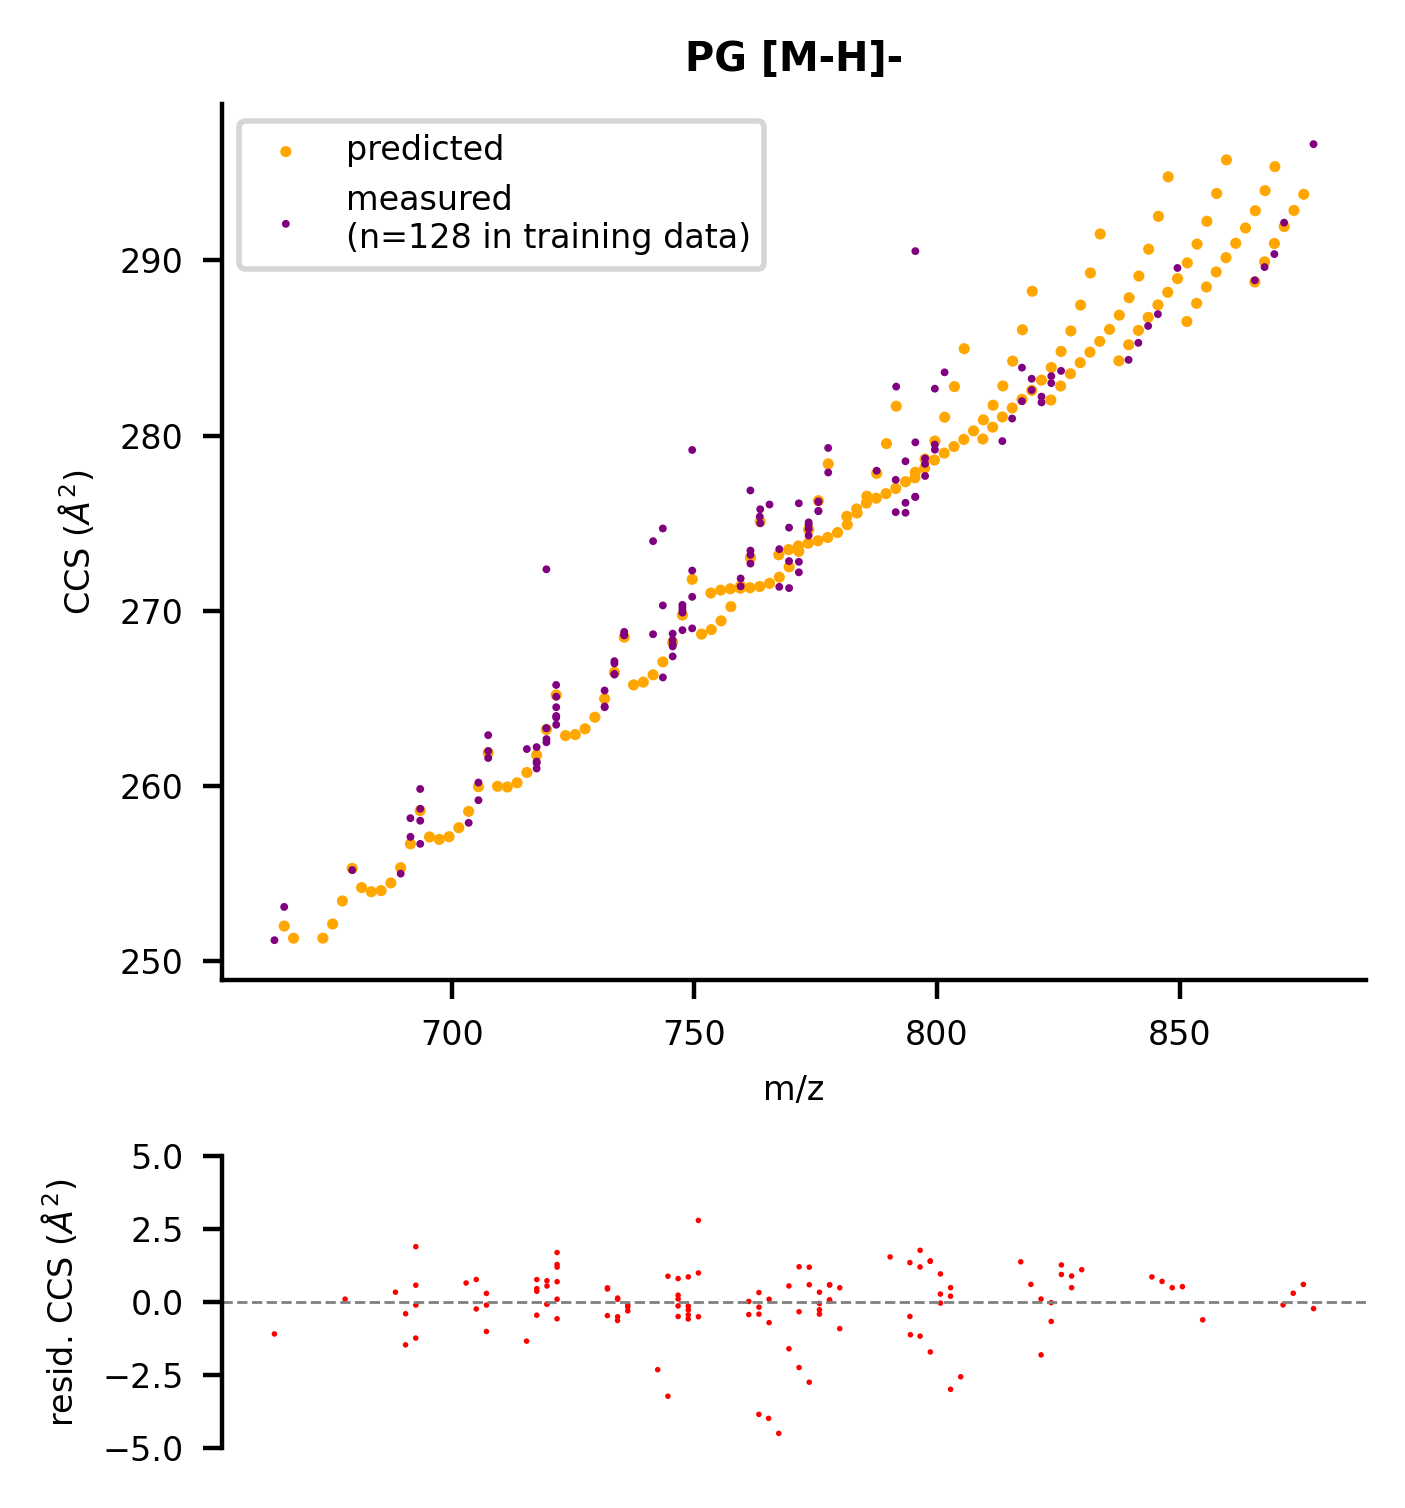 PG [M-H]-
predicted
measured
(n=128 in training data)
290
280
270
260
250
CCS (Å²)
700
750
800
850
m/z
5.0
2.5
0.0
−2.5
−5.0
resid. CCS (Å²)